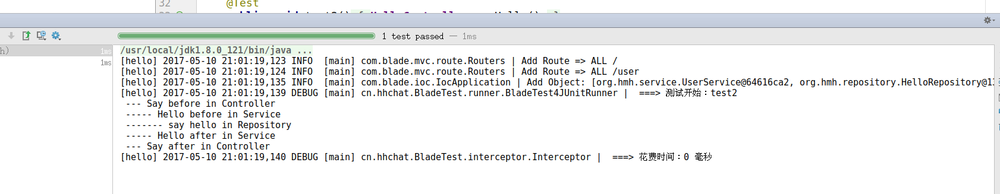 32
@Test
1 test passed — 1ms
h) 1ms
1ms
/usr/local/jdk1.8.0_121/bin/java ...
[hello] 2017-05-10 21:01:19,123 INFO  [main] com.blade.mvc.route.Routers | Add Route => ALL /
[hello] 2017-05-10 21:01:19,124 INFO  [main] com.blade.mvc.route.Routers | Add Route => ALL /user
[hello] 2017-05-10 21:01:19,135 INFO  [main] com.blade.ioc.IocApplication | Add Object: [org.hmh.service.UserService@64616ca2, org.hmh.repository.HelloRepository@13
[hello] 2017-05-10 21:01:19,139 DEBUG [main] cn.hhchat.BladeTest.runner.BladeTest4JUnitRunner |  ===> 测试开始：test2
--- Say before in Controller
----- Hello before in Service
------- say hello in Repository
----- Hello after in Service
--- Say after in Controller
[hello] 2017-05-10 21:01:19,140 DEBUG [main] cn.hhchat.BladeTest.interceptor.Interceptor |  ===> 花费时间：0 毫秒